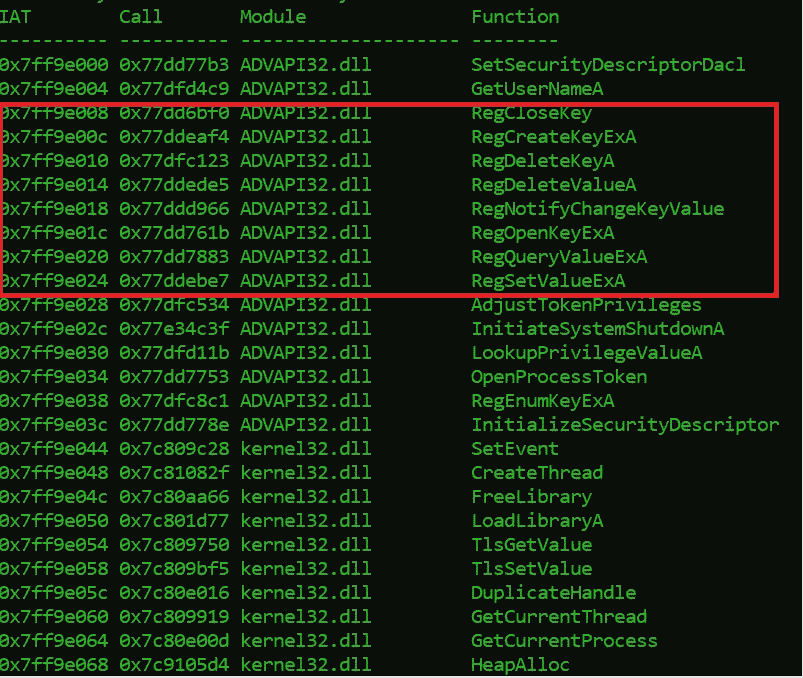 IAT Call Module Function
---------- ---------- -------------------- --------
0x7ff9e000 0x77dd77b3 ADVAPI32.dll SetSecurityDescriptorDacl
0x7ff9e004 0x77dfd4c9 ADVAPI32.dll GetUserNameA
0x7ff9e008 0x77dd6bf0 ADVAPI32.dll RegCloseKey
0x7ff9e00c 0x77ddeaf4 ADVAPI32.dll RegCreateKeyExA
0x7ff9e010 0x77dfc123 ADVAPI32.dll RegDeleteKeyA
0x7ff9e014 0x77ddede5 ADVAPI32.dll RegDeleteValueA
0x7ff9e018 0x77ddd966 ADVAPI32.dll RegNotifyChangeKeyValue
0x7ff9e01c 0x77dd761b ADVAPI32.dll RegOpenKeyExA
0x7ff9e020 0x77dd7883 ADVAPI32.dll RegQueryValueExA
0x7ff9e024 0x77ddebe7 ADVAPI32.dll RegSetValueExA
0x7ff9e028 0x77dfc534 ADVAPI32.dll AdjustTokenPrivileges
0x7ff9e02c 0x77e34c3f ADVAPI32.dll InitiateSystemShutdownA
0x7ff9e030 0x77dfd11b ADVAPI32.dll LookupPrivilegeValueA
0x7ff9e034 0x77dd7753 ADVAPI32.dll OpenProcessToken
0x7ff9e038 0x77dfc8c1 ADVAPI32.dll RegEnumKeyExA
0x7ff9e03c 0x77dd778e ADVAPI32.dll InitializeSecurityDescriptor
0x7ff9e044 0x7c809c28 kernel32.dll SetEvent
0x7ff9e048 0x7c81082f kernel32.dll CreateThread
0x7ff9e04c 0x7c80aa66 kernel32.dll FreeLibrary
0x7ff9e050 0x7c801d77 kernel32.dll LoadLibraryA
0x7ff9e054 0x7c809750 kernel32.dll TlsGetValue
0x7ff9e058 0x7c809bf5 kernel32.dll TlsSetValue
0x7ff9e05c 0x7c80e016 kernel32.dll DuplicateHandle
0x7ff9e060 0x7c809919 kernel32.dll GetCurrentThread
0x7ff9e064 0x7c80e00d kernel32.dll GetCurrentProcess
0x7ff9e068 0x7c9105d4 kernel32.dll HeapAlloc